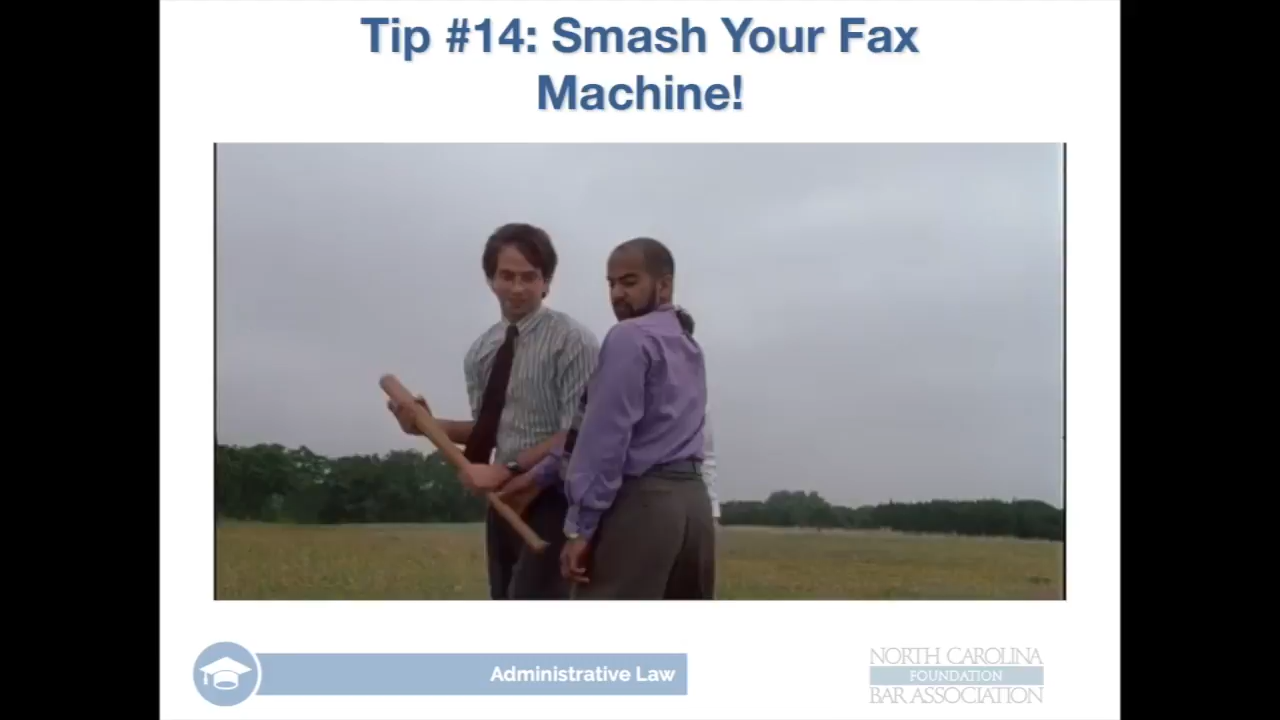 Tip #14: Smash Your Fax
Machine!
Administrative Law
NORTH CAROLINA
FOUNDATION
BAR ASSOCIATION